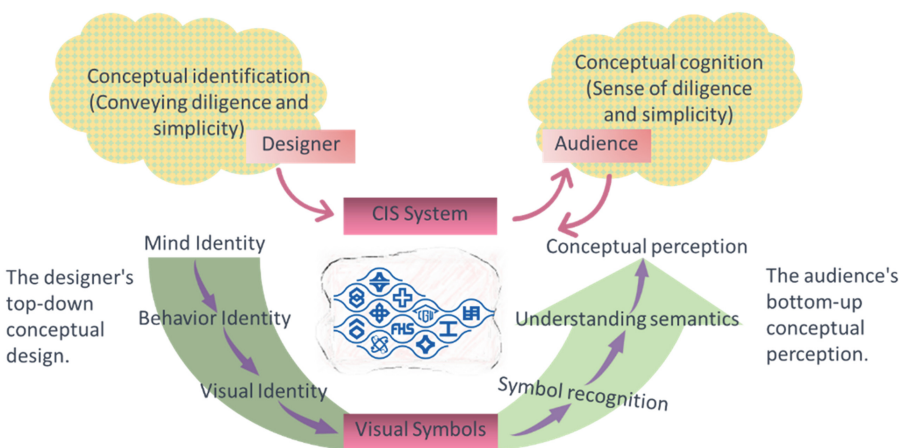 Conceptual identification
(Conveying diligence and
simplicity)
Designer
Conceptual cognition
(Sense of diligence
and simplicity)
Audience
CIS System
Mind Identity
Behavior Identity
Visual Identity
The designer's
top-down
conceptual
design.
FHS
Visual Symbols
Conceptual perception
Understanding semantics
Symbol recognition
The audience's
bottom-up
conceptual
perception.